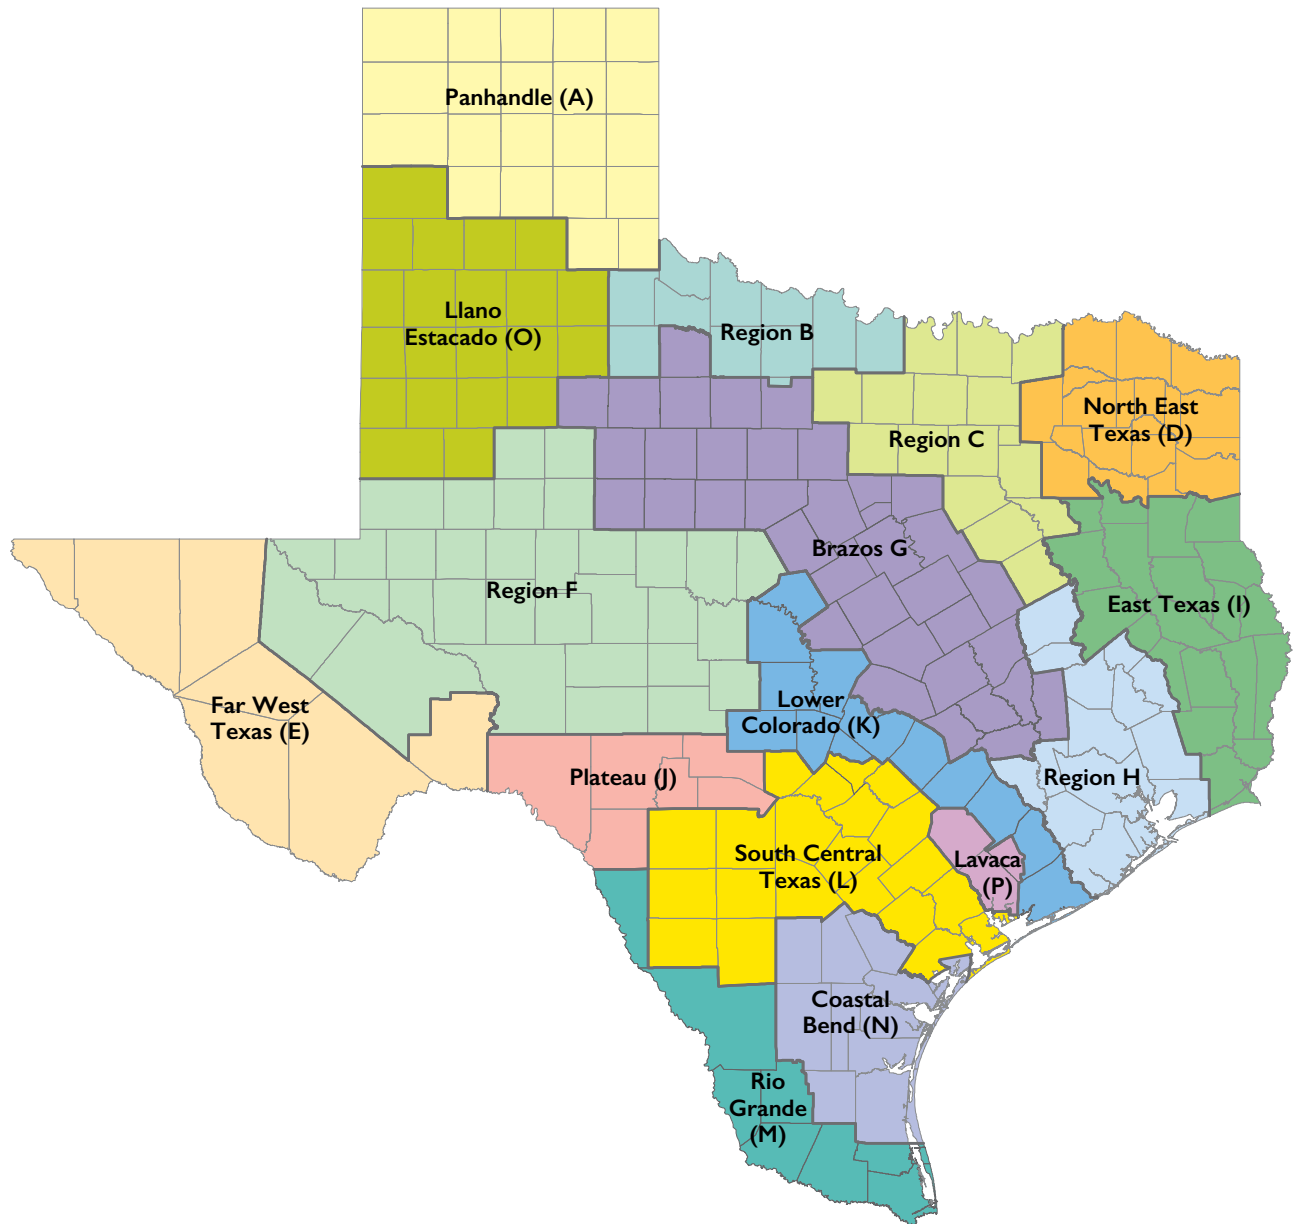 Panhandle (A)
Llano
Estacado (O)
Region B
North East
Texas (D)
Region C
Brazos G
Region F
East Texas (I)
Far West
Texas (E)
Lower
Colorado (K)
Plateau (J)
Region H
South Central
Texas (L)
Lavaca
(P)
Coastal
Bend (N)
Rio
Grande
(M)